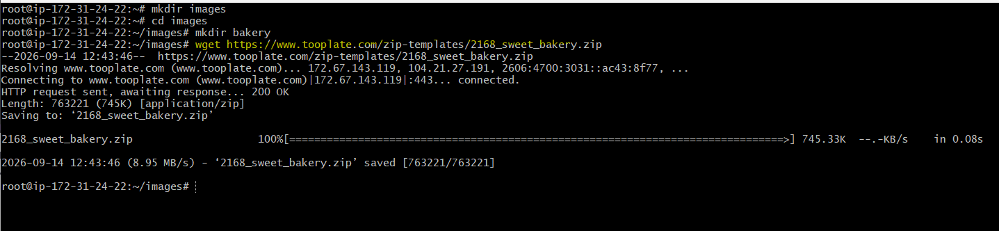 root@ip-172-31-24-22:~# mkdir images
root@ip-172-31-24-22:~# cd images
root@ip-172-31-24-22:~/images# mkdir bakery
root@ip-172-31-24-22:~/images# wget https://www.tooplate.com/zip-templates/2168_sweet_bakery.zip
--2026-09-14 12:43:46--  https://www.tooplate.com/zip-templates/2168_sweet_bakery.zip
Resolving www.tooplate.com (www.tooplate.com)... 172.67.143.119, 104.21.27.191, 2606:4700:3031::ac43:8f77, ...
Connecting to www.tooplate.com (www.tooplate.com)|172.67.143.119|:443... connected.
HTTP request sent, awaiting response... 200 OK
Length: 763221 (745K) [application/zip]
Saving to: ‘2168_sweet_bakery.zip’
2168_sweet_bakery.zip                    100%[===============================================================================>] 745.33K  --.-KB/s    in 0.08s
2026-09-14 12:43:46 (8.95 MB/s) - ‘2168_sweet_bakery.zip’ saved [763221/763221]
root@ip-172-31-24-22:~/images#